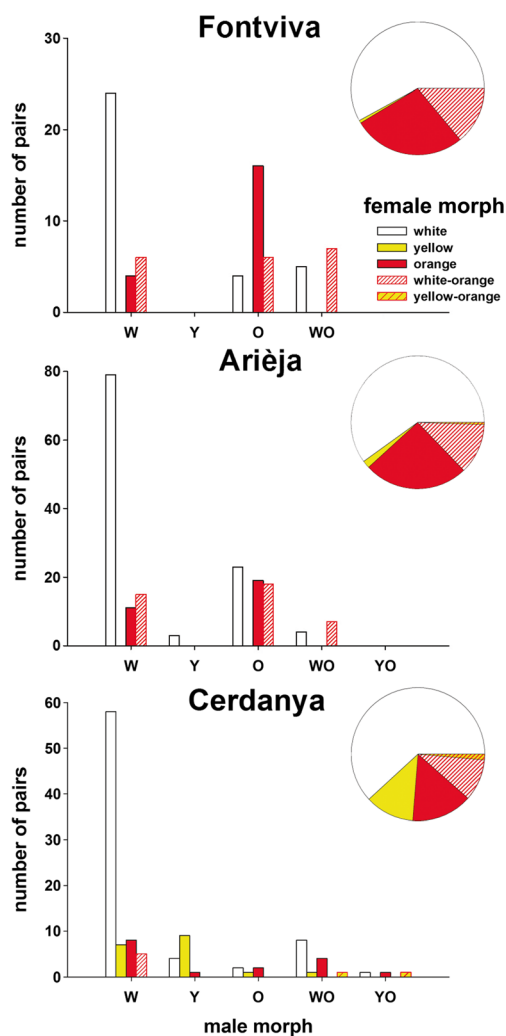 Fontviva
30
20
10
0
number of pairs
W Y O WO YO
female morph
white
yellow
orange
white-orange
yellow-orange
Arièja
80
60
40
20
0
number of pairs
W Y O WO YO
Cerdanya
60
50
40
30
20
10
0
number of pairs
W Y O WO YO
male morph